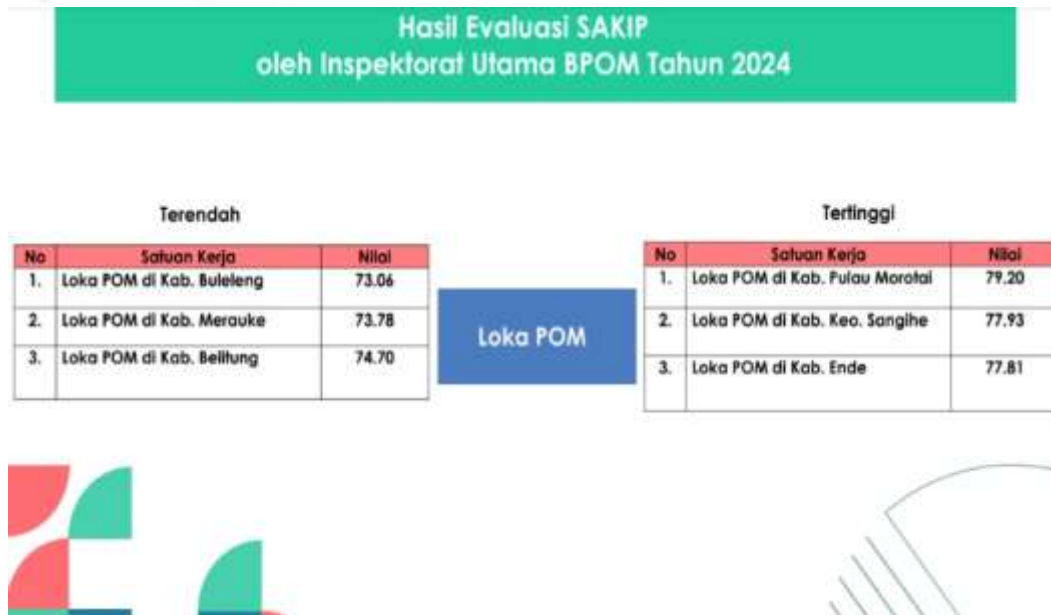 Hasil Evaluasi SAKIP
oleh Inspektorat Utama BPOM Tahun 2024
Terendah
No Satuan Kerja Nilai
1. Loka POM di Kab. Buleleng 73.06
2. Loka POM di Kab. Merauke 73.78
3. Loka POM di Kab. Belitung 74.70
Loka POM
Tertinggi
No Satuan Kerja Nilai
1. Loka POM di Kab. Pulau Morotai 79.20
2. Loka POM di Kab. Keo. Sangihe 77.93
3. Loka POM di Kab. Ende 77.81